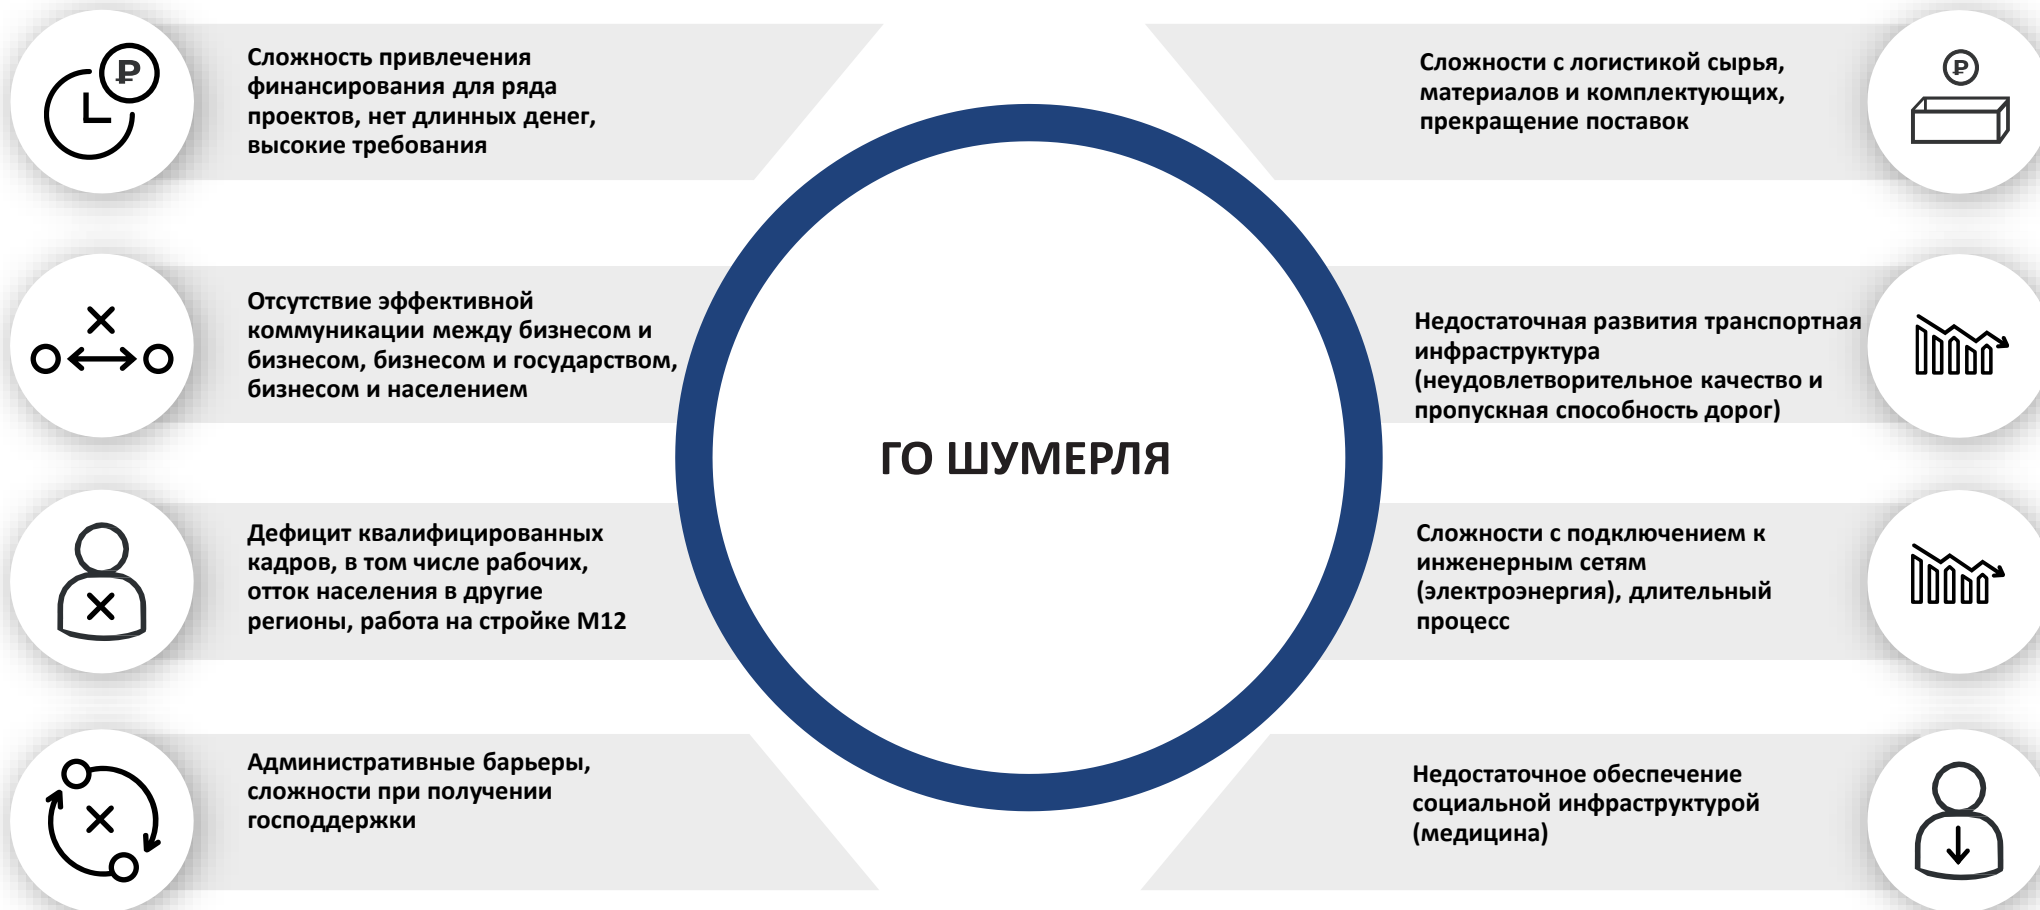 Сложность привлечения
финансирования для ряда
проектов, нет длинных денег,
высокие требования
Отсутствие эффективной
коммуникации между бизнесом и
бизнесом, бизнесом и государством,
бизнесом и населением
Дефицит квалифицированных
кадров, в том числе рабочих,
отток населения в другие
регионы, работа на стройке М12
Административные барьеры,
сложности при получении
господдержки
ГО ШУМЕРЛЯ
Сложности с логистикой сырья,
материалов и комплектующих,
прекращение поставок
Недостаточная развития транспортная
инфраструктура
(неудовлетворительное качество и
пропускная способность дорог)
Сложности с подключением к
инженерным сетям
(электроэнергия), длительный
процесс
Недостаточное обеспечение
социальной инфраструктурой
(медицина)